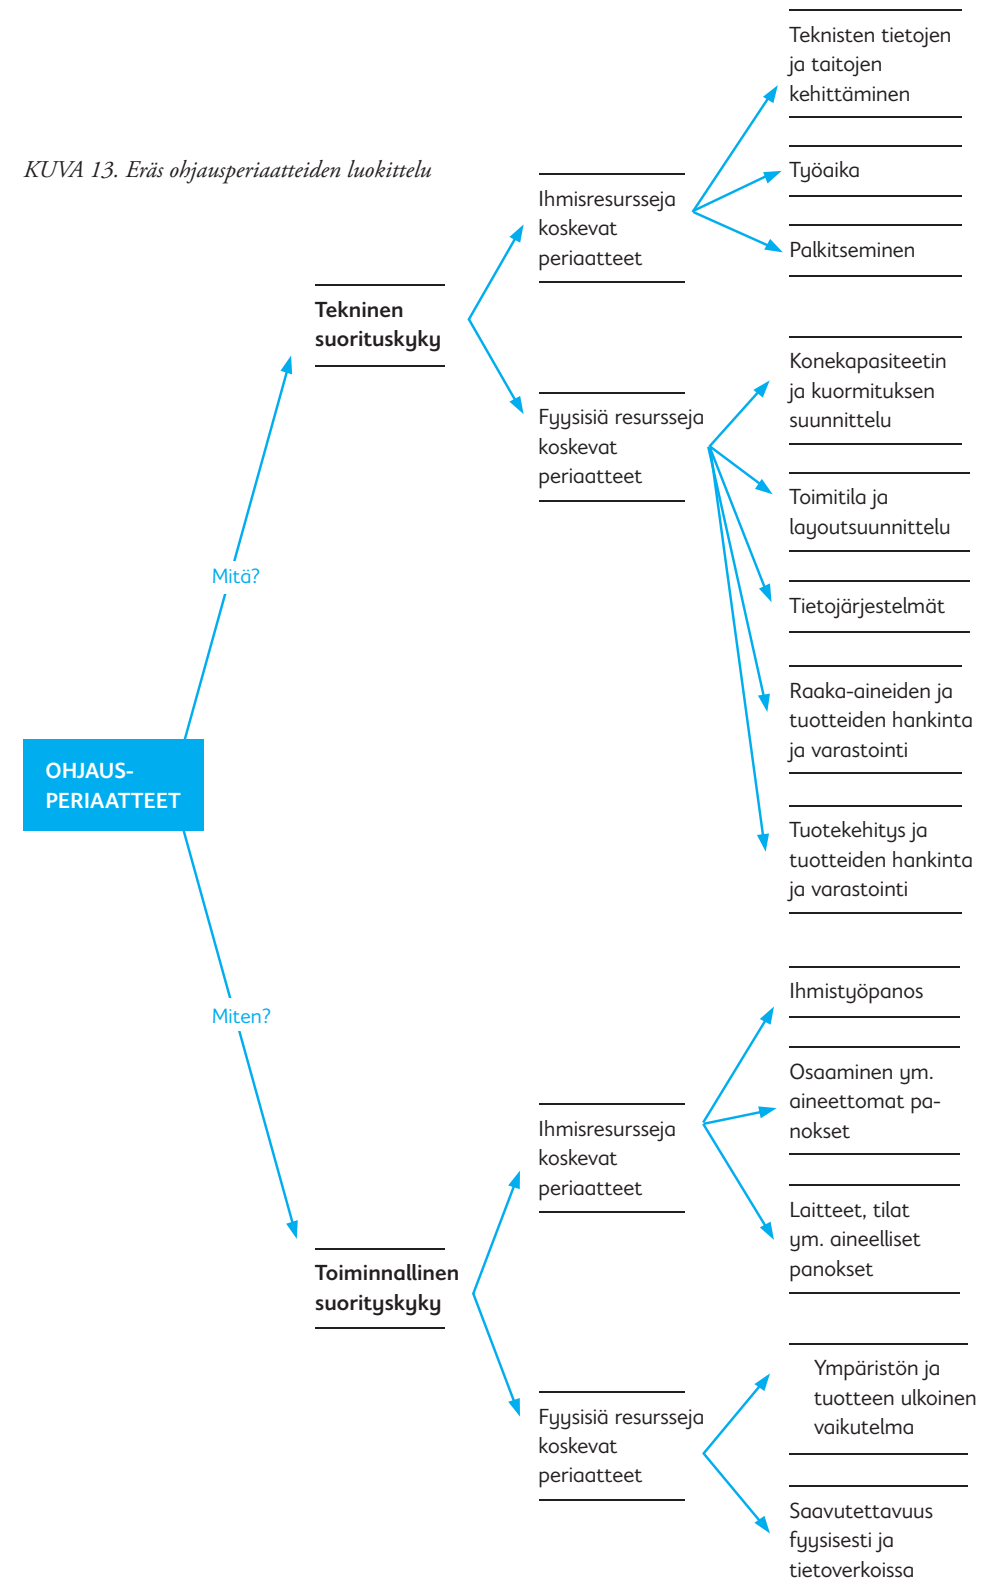 KUVA 13. Eräs ohjausperiaatteiden luokittelu
OHJAUS-
PERIAATTEET
Mitä?
Tekninen
suorituskyky
Ihmisresursseja
koskevat
periaatteet
Teknisten tietojen
ja taitojen
kehittäminen
Työaika
Palkitseminen
Fyysisiä resursseja
koskevat
periaatteet
Konekapasiteetin
ja kuormituksen
suunnittelu
Toimitila ja
layoutsuunnittelu
Tietojärjestelmät
Raaka-aineiden ja
tuotteiden hankinta
ja varastointi
Tuotekehitys ja
tuotteiden hankinta
ja varastointi
Miten?
Toiminnallinen
suorityskyky
Ihmisresursseja
koskevat
periaatteet
Ihmistyöpanos
Osaaminen ym.
aineettomat pa-
nokset
Laitteet, tilat
ym. aineelliset
panokset
Fyysisiä resursseja
koskevat
periaatteet
Ympäristön ja
tuotteen ulkoinen
vaikutelma
Saavutettavuus
fyysisesti ja
tietoverkoissa